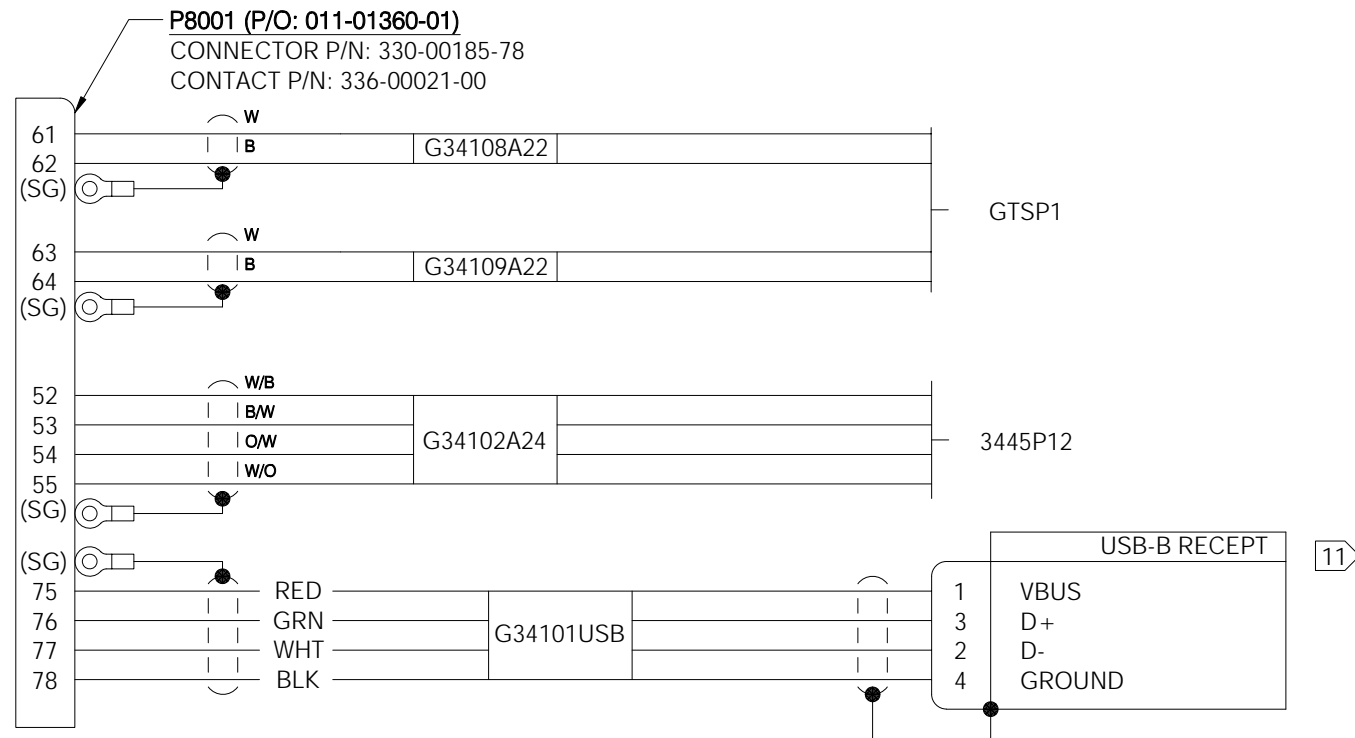 P8001 (P/O: 011-01360-01)
CONNECTOR P/N: 330-00185-78
CONTACT P/N: 336-00021-00
W
61
B
G34108A22
62
(SG)
GTSP1
W
63
B
G34109A22
64
(SG)
W/B
52
B/W
53
O/W
G34102A24
3445P12
54
W/O
55
(SG)
USB-B RECEPT
11
(SG)
75 RED 1 VBUS
76 GRN 3 D+
G34101USB
77 WHT 2 D-
78 BLK 4 GROUND